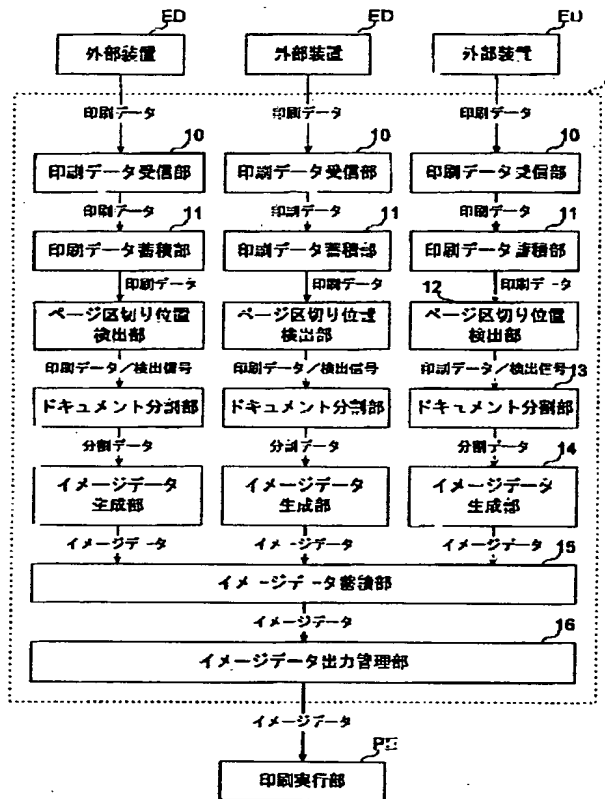 ED ED ED
外部装置 外部装置 外部装置
印刷データ 印刷データ 印刷データ
10 10 10
印刷データ受信部 印刷データ受信部 印刷データ受信部
印刷データ 印刷データ 印刷データ
11 11 11
印刷データ蓄積部 印刷データ蓄積部 印刷データ蓄積部
印刷データ 印刷データ 印刷データ
12
ページ区切り位置 ページ区切り位置 ページ区切り位置
検出部 検出部 検出部
印刷データ/検出信号 印刷データ/検出信号 印刷データ/検出信号
13
ドキュメント分割部 ドキュメント分割部 ドキュメント分割部
分割データ 分割データ 分割データ
14
イメージデータ イメージデータ イメージデータ
生成部 生成部 生成部
イメージデータ イメージデータ イメージデータ
15
イメージデータ蓄積部
イメージデータ
16
イメージデータ出力管理部
イメージデータ
印刷実行部